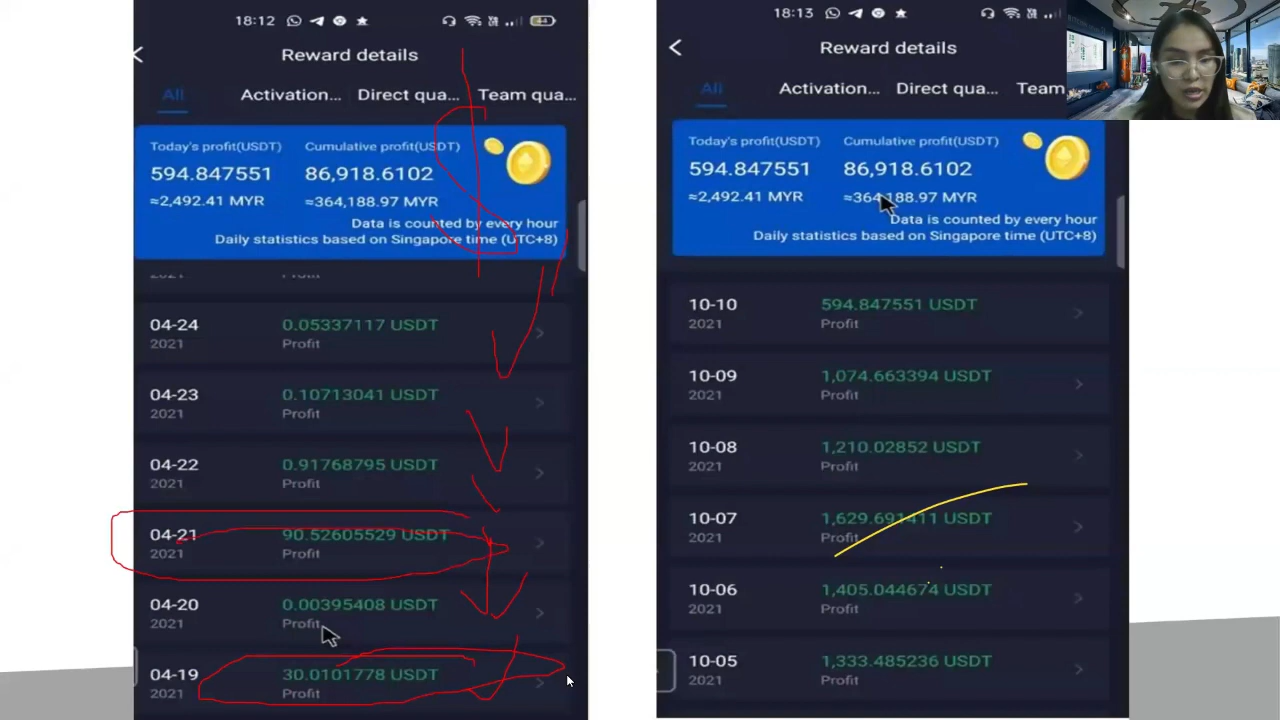 18:12
Reward details
All Activation... Direct qua... Team qua...
Today's profit(USDT) Cumulative profit(USDT)
594.847551 86,918.6102
≈2,492.41 MYR ≈364,188.97 MYR
Data is counted by every hour
Daily statistics based on Singapore time (UTC+8)
2021
04-24 0.05337117 USDT
2021 Profit
04-23 0.10713041 USDT
2021 Profit
04-22 0.91768795 USDT
2021 Profit
04-21 90.52605529 USDT
2021 Profit
04-20 0.00395408 USDT
2021 Profit
04-19 30.0101778 USDT
2021 Profit
18:13
Reward details
All Activation... Direct qua... Team
Today's profit(USDT) Cumulative profit(USDT)
594.847551 86,918.6102
≈2,492.41 MYR ≈364,188.97 MYR
Data is counted by every hour
Daily statistics based on Singapore time (UTC+8)
10-10 594.847551 USDT
2021 Profit
10-09 1,074.663394 USDT
2021 Profit
10-08 1,210.02852 USDT
2021 Profit
10-07 1,629.691411 USDT
2021 Profit
10-06 1,405.044674 USDT
2021 Profit
10-05 1,333.485236 USDT
2021 Profit